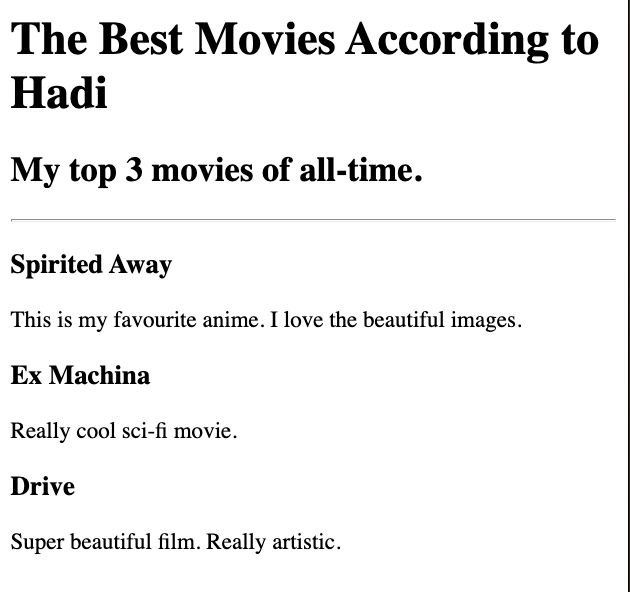 The Best Movies According to
Hadi
My top 3 movies of all-time.
Spirited Away
This is my favourite anime. I love the beautiful images.
Ex Machina
Really cool sci-fi movie.
Drive
Super beautiful film. Really artistic.